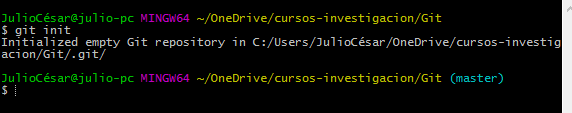 JulioCésar@julio-pc MINGW64 ~/OneDrive/cursos-investigacion/Git
$ git init
Initialized empty Git repository in C:/Users/JulioCésar/OneDrive/cursos-investig
acion/Git/.git/
JulioCésar@julio-pc MINGW64 ~/OneDrive/cursos-investigacion/Git (master)
$